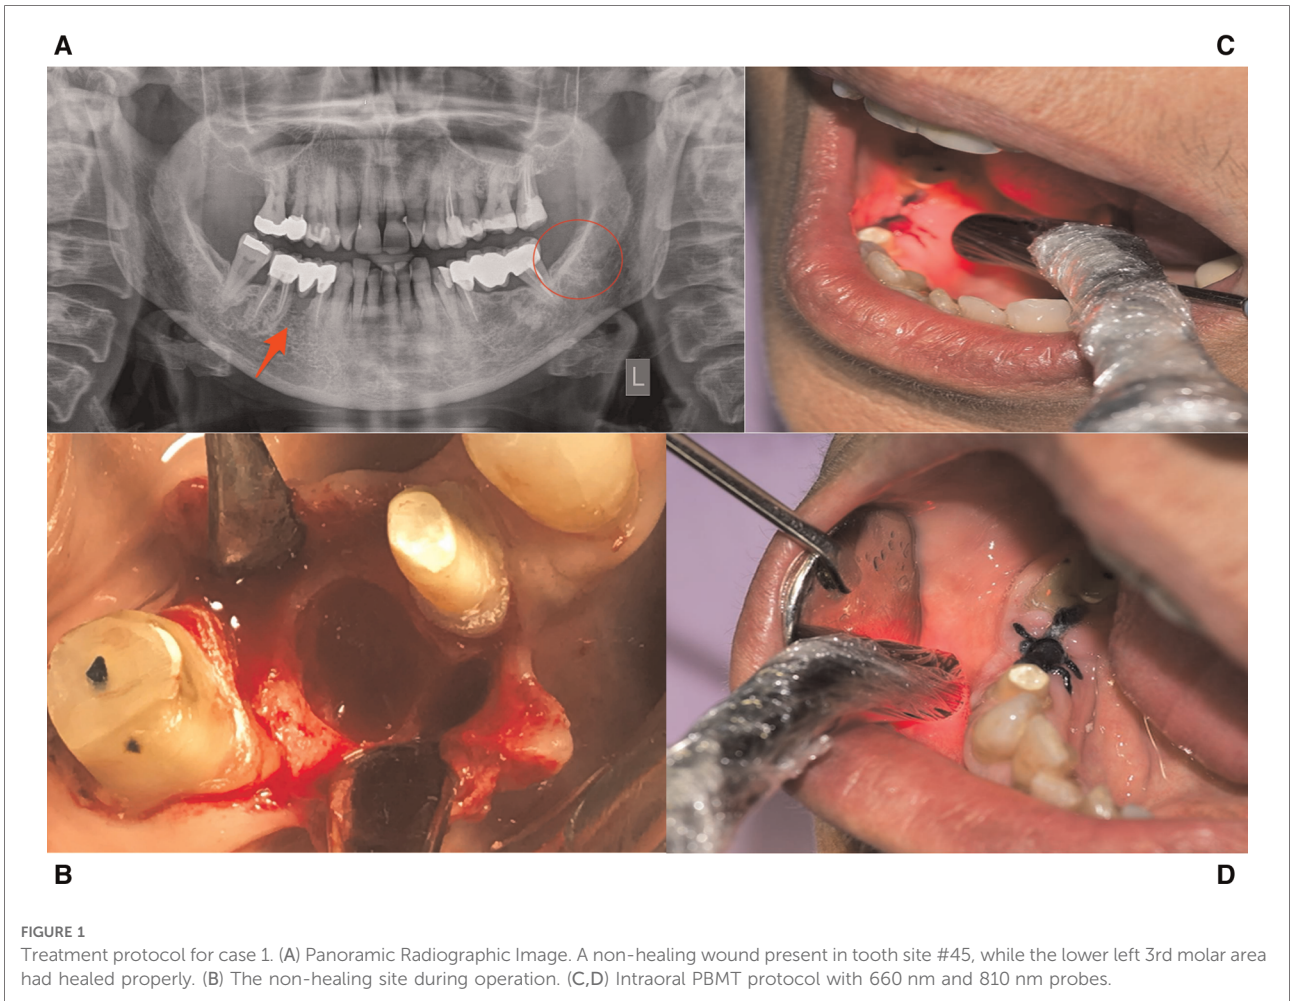 A
C
L
B
D
FIGURE 1
Treatment protocol for case 1. (A) Panoramic Radiographic Image. A non-healing wound present in tooth site #45, while the lower left 3rd molar area
had healed properly. (B) The non-healing site during operation. (C,D) Intraoral PBMT protocol with 660 nm and 810 nm probes.